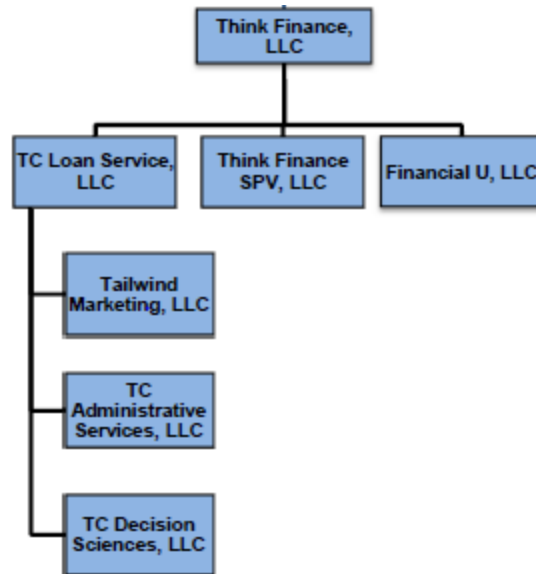 Think Finance,
LLC
TC Loan Service,
LLC
Think Finance
SPV, LLC
Financial U, LLC
Tailwind
Marketing, LLC
TC
Administrative
Services, LLC
TC Decision
Sciences, LLC